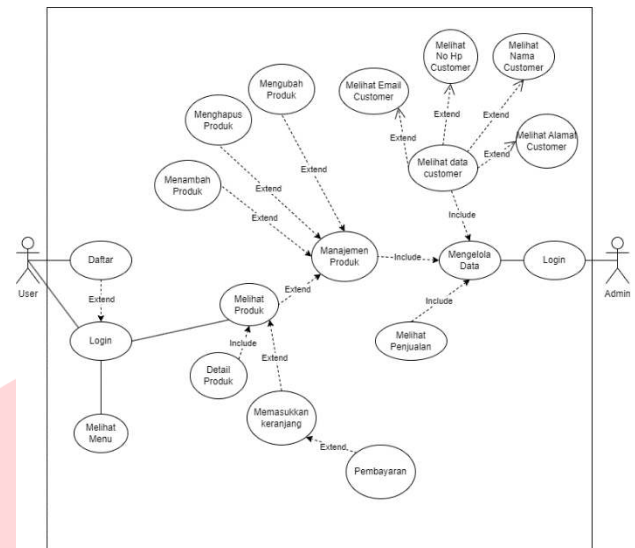 Melihat
No Hp
Customer
Melihat
Nama
Customer
Mengubah
Produk
Melihat Email
Customer
Menghapus
Produk
Extend
Extend
Melihat Alamat
Customer
Extend
Extend
Melihat data
customer
Extend
Menambah
Produk
Extend
Extend
Include
Manajemen
Produk
Include
Mengelola
Data
Login
Daftar
User
Admin
Extend
Melihat
Produk
Extend
Include
Login
Include
Melihat
Penjualan
Extend
Detail
Produk
Memasukkan
keranjang
Melihat
Menu
Extend
Pembayaran